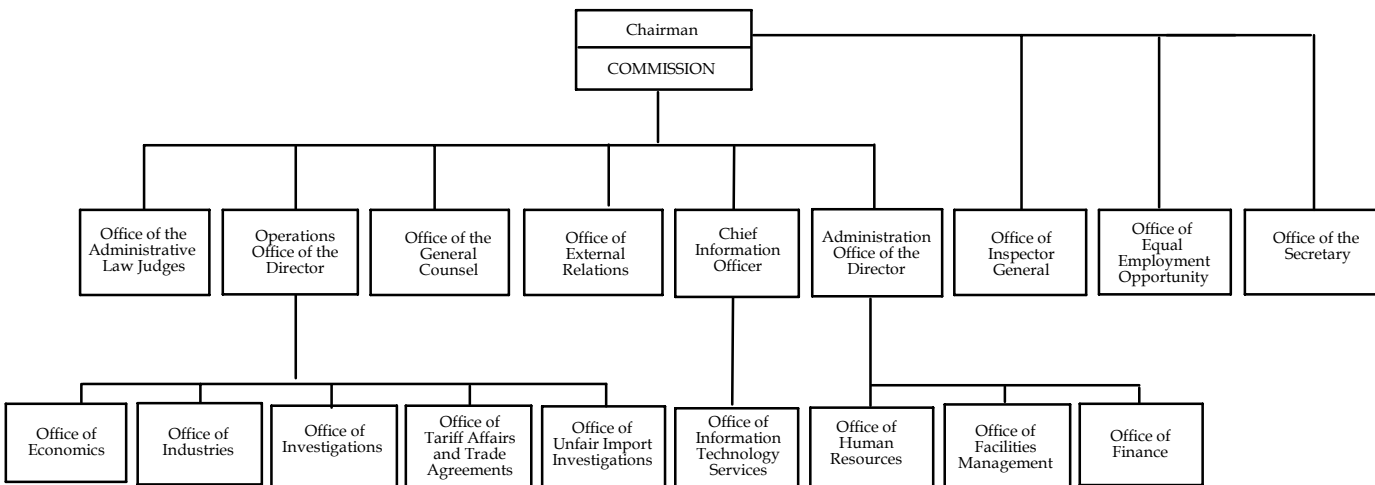 Chairman
COMMISSION
Office of the
Administrative
Law Judges
Operations
Office of the
Director
Office of the
General
Counsel
Office of
External
Relations
Chief
Information
Officer
Administration
Office of the
Director
Office of
Inspector
General
Office of
Equal
Employment
Opportunity
Office of the
Secretary
Office of
Economics
Office of
Industries
Office of
Investigations
Office of
Tariff Affairs
and Trade
Agreements
Office of
Unfair Import
Investigations
Office of
Information
Technology
Services
Office of
Human
Resources
Office of
Facilities
Management
Office of
Finance